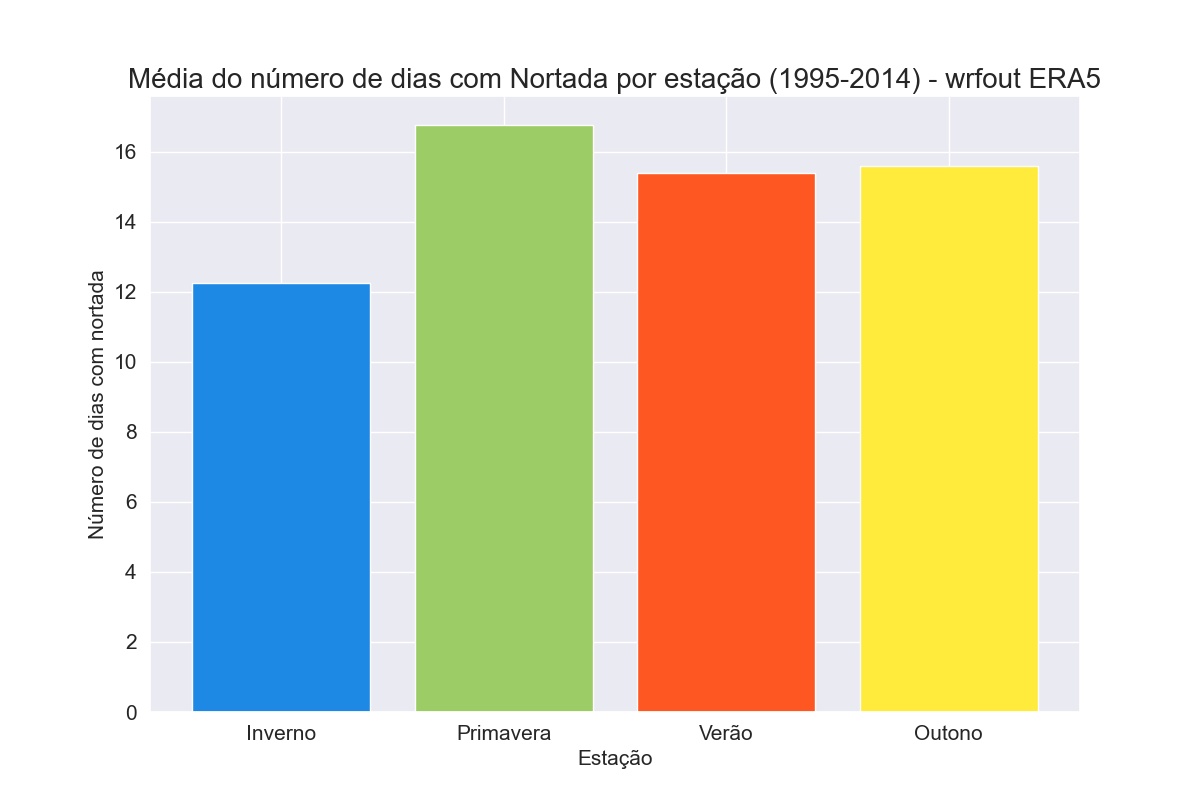 Média do número de dias com Nortada por estação (1995-2014) - wrfout ERA5
Número de dias com nortada
16
14
12
10
8
6
4
2
0
Inverno Primavera Verão Outono
Estação